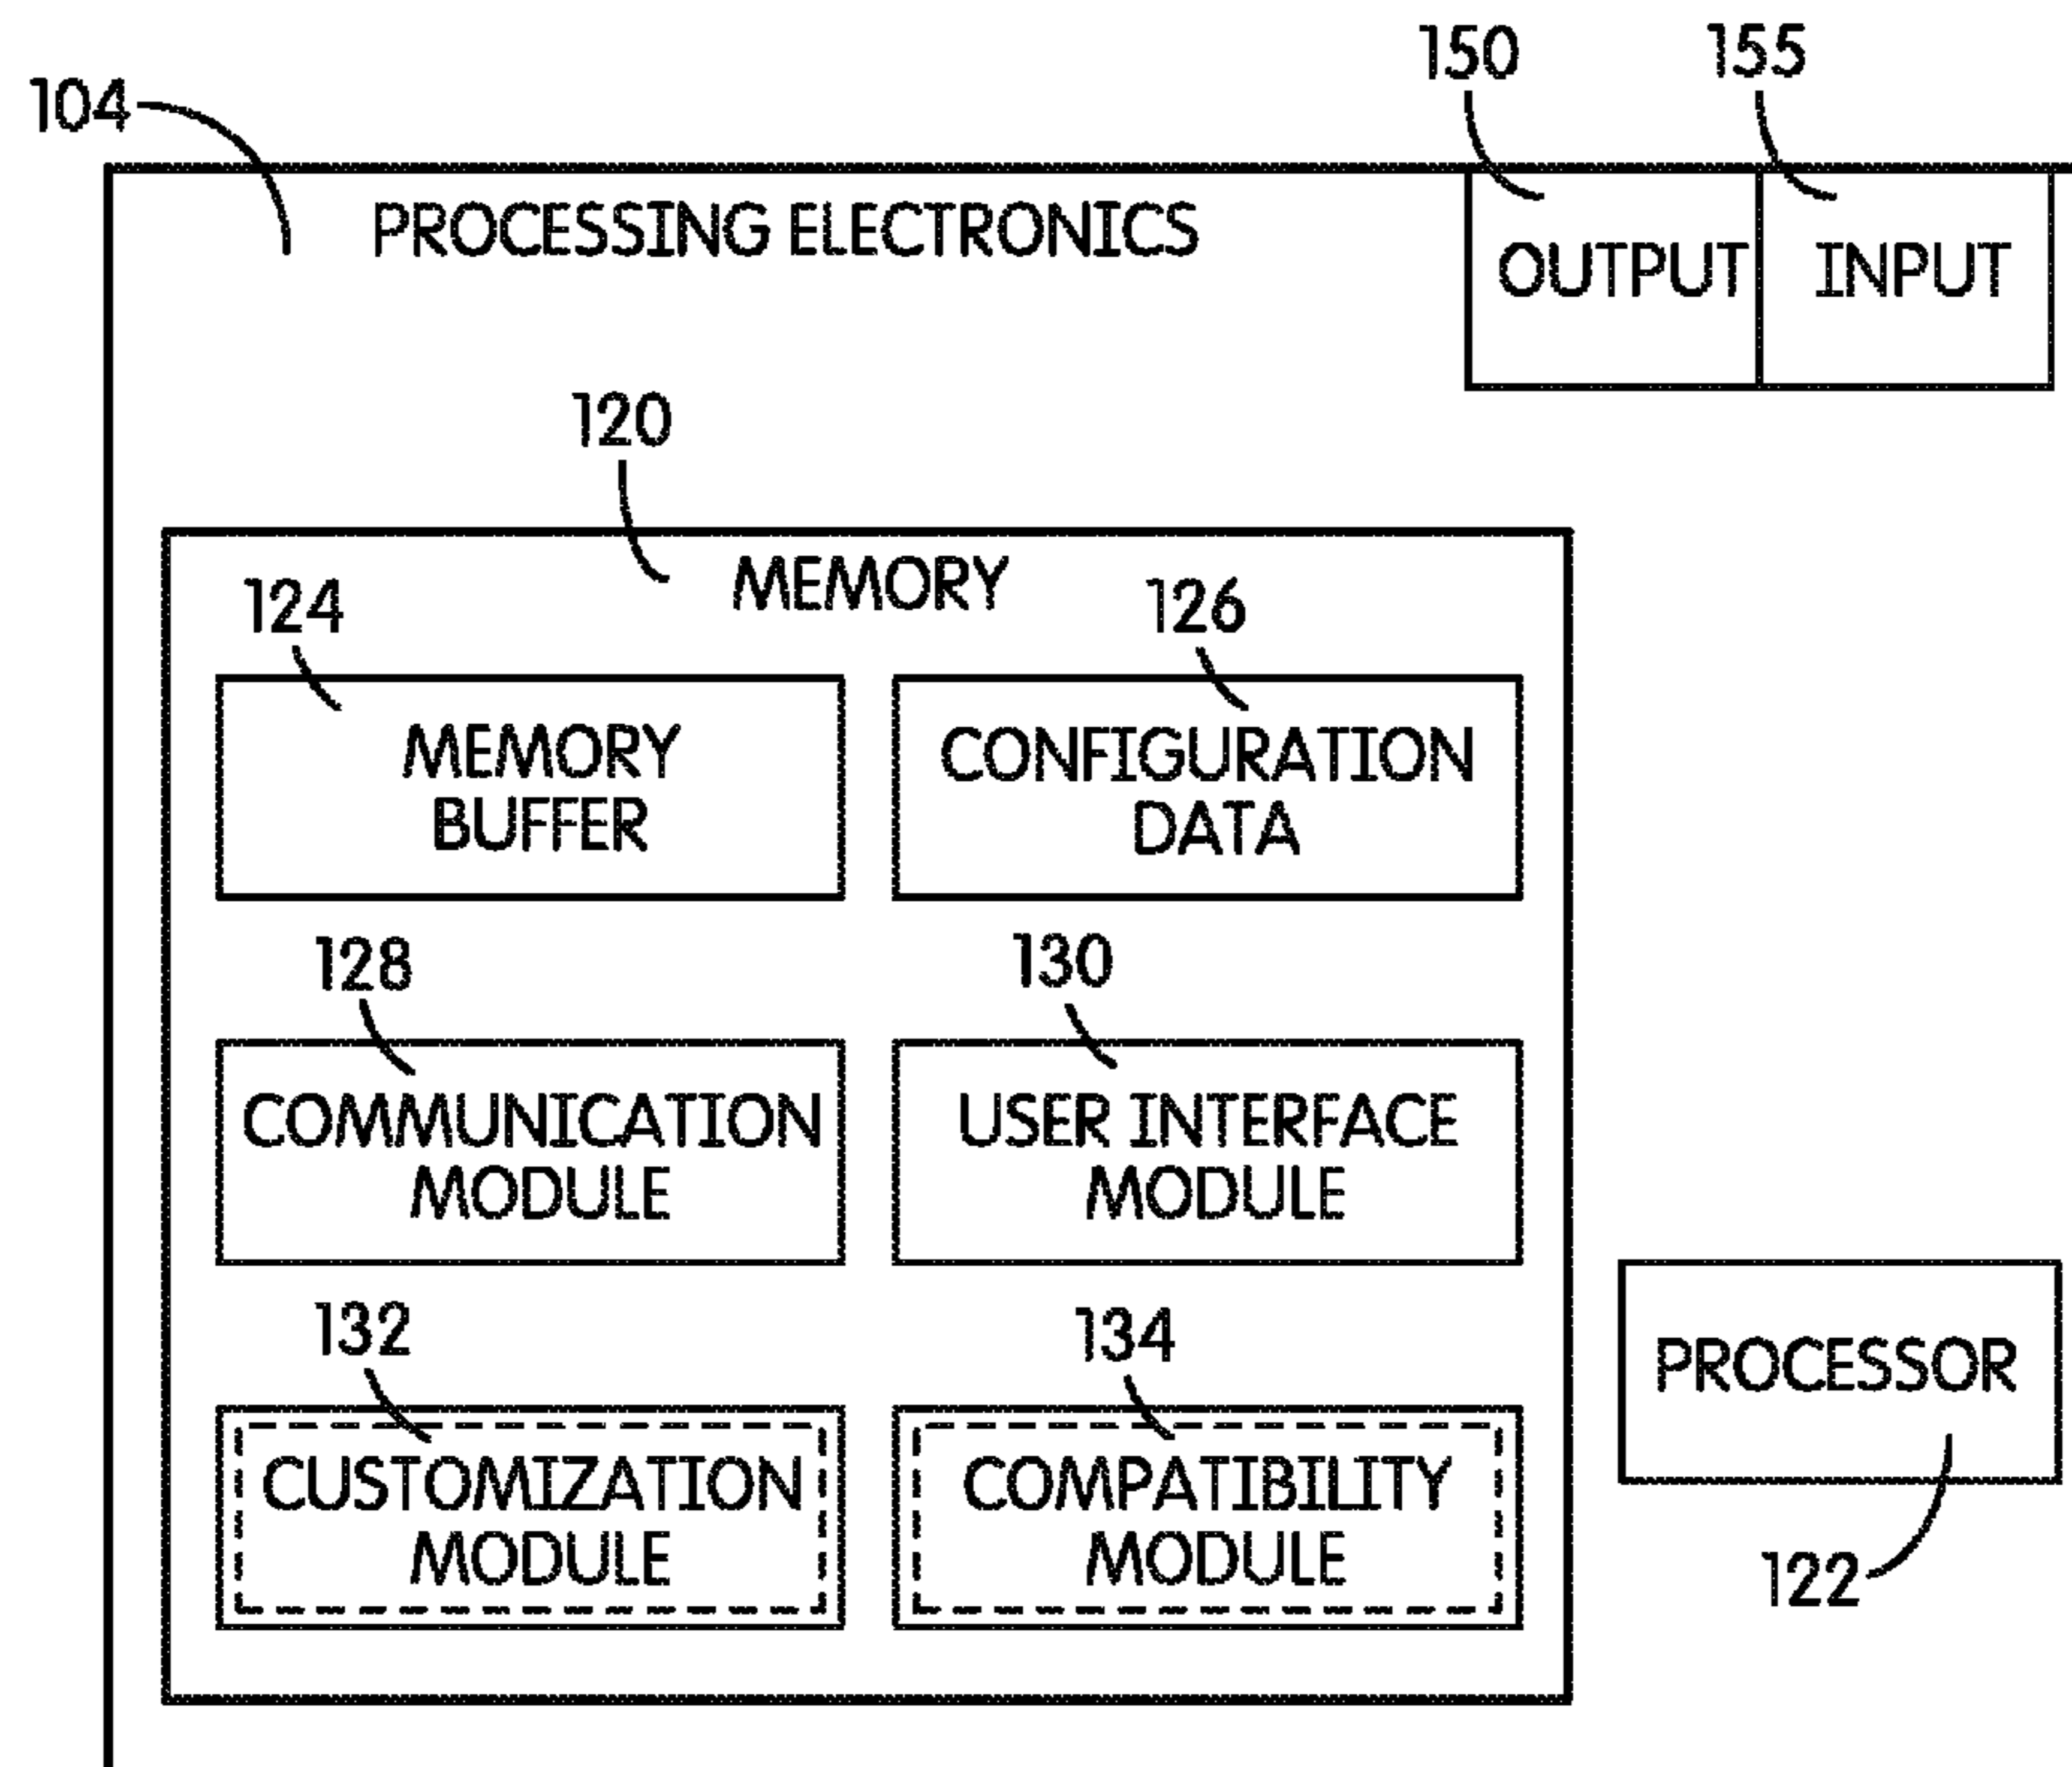 150 155
104
PROCESSING ELECTRONICS
OUTPUT INPUT
120
MEMORY
124 126
MEMORY
BUFFER
CONFIGURATION
DATA
128 130
COMMUNICATION
MODULE
USER INTERFACE
MODULE
132 134
CUSTOMIZATION
MODULE
COMPATIBILITY
MODULE
PROCESSOR
122